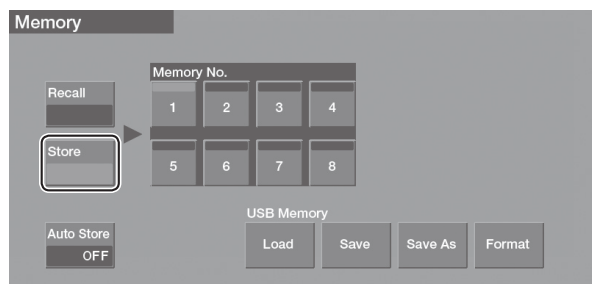 Memory
Memory No.
Recall
1 2 3 4
Store
5 6 7 8
USB Memory
Auto Store
OFF
Load Save Save As Format